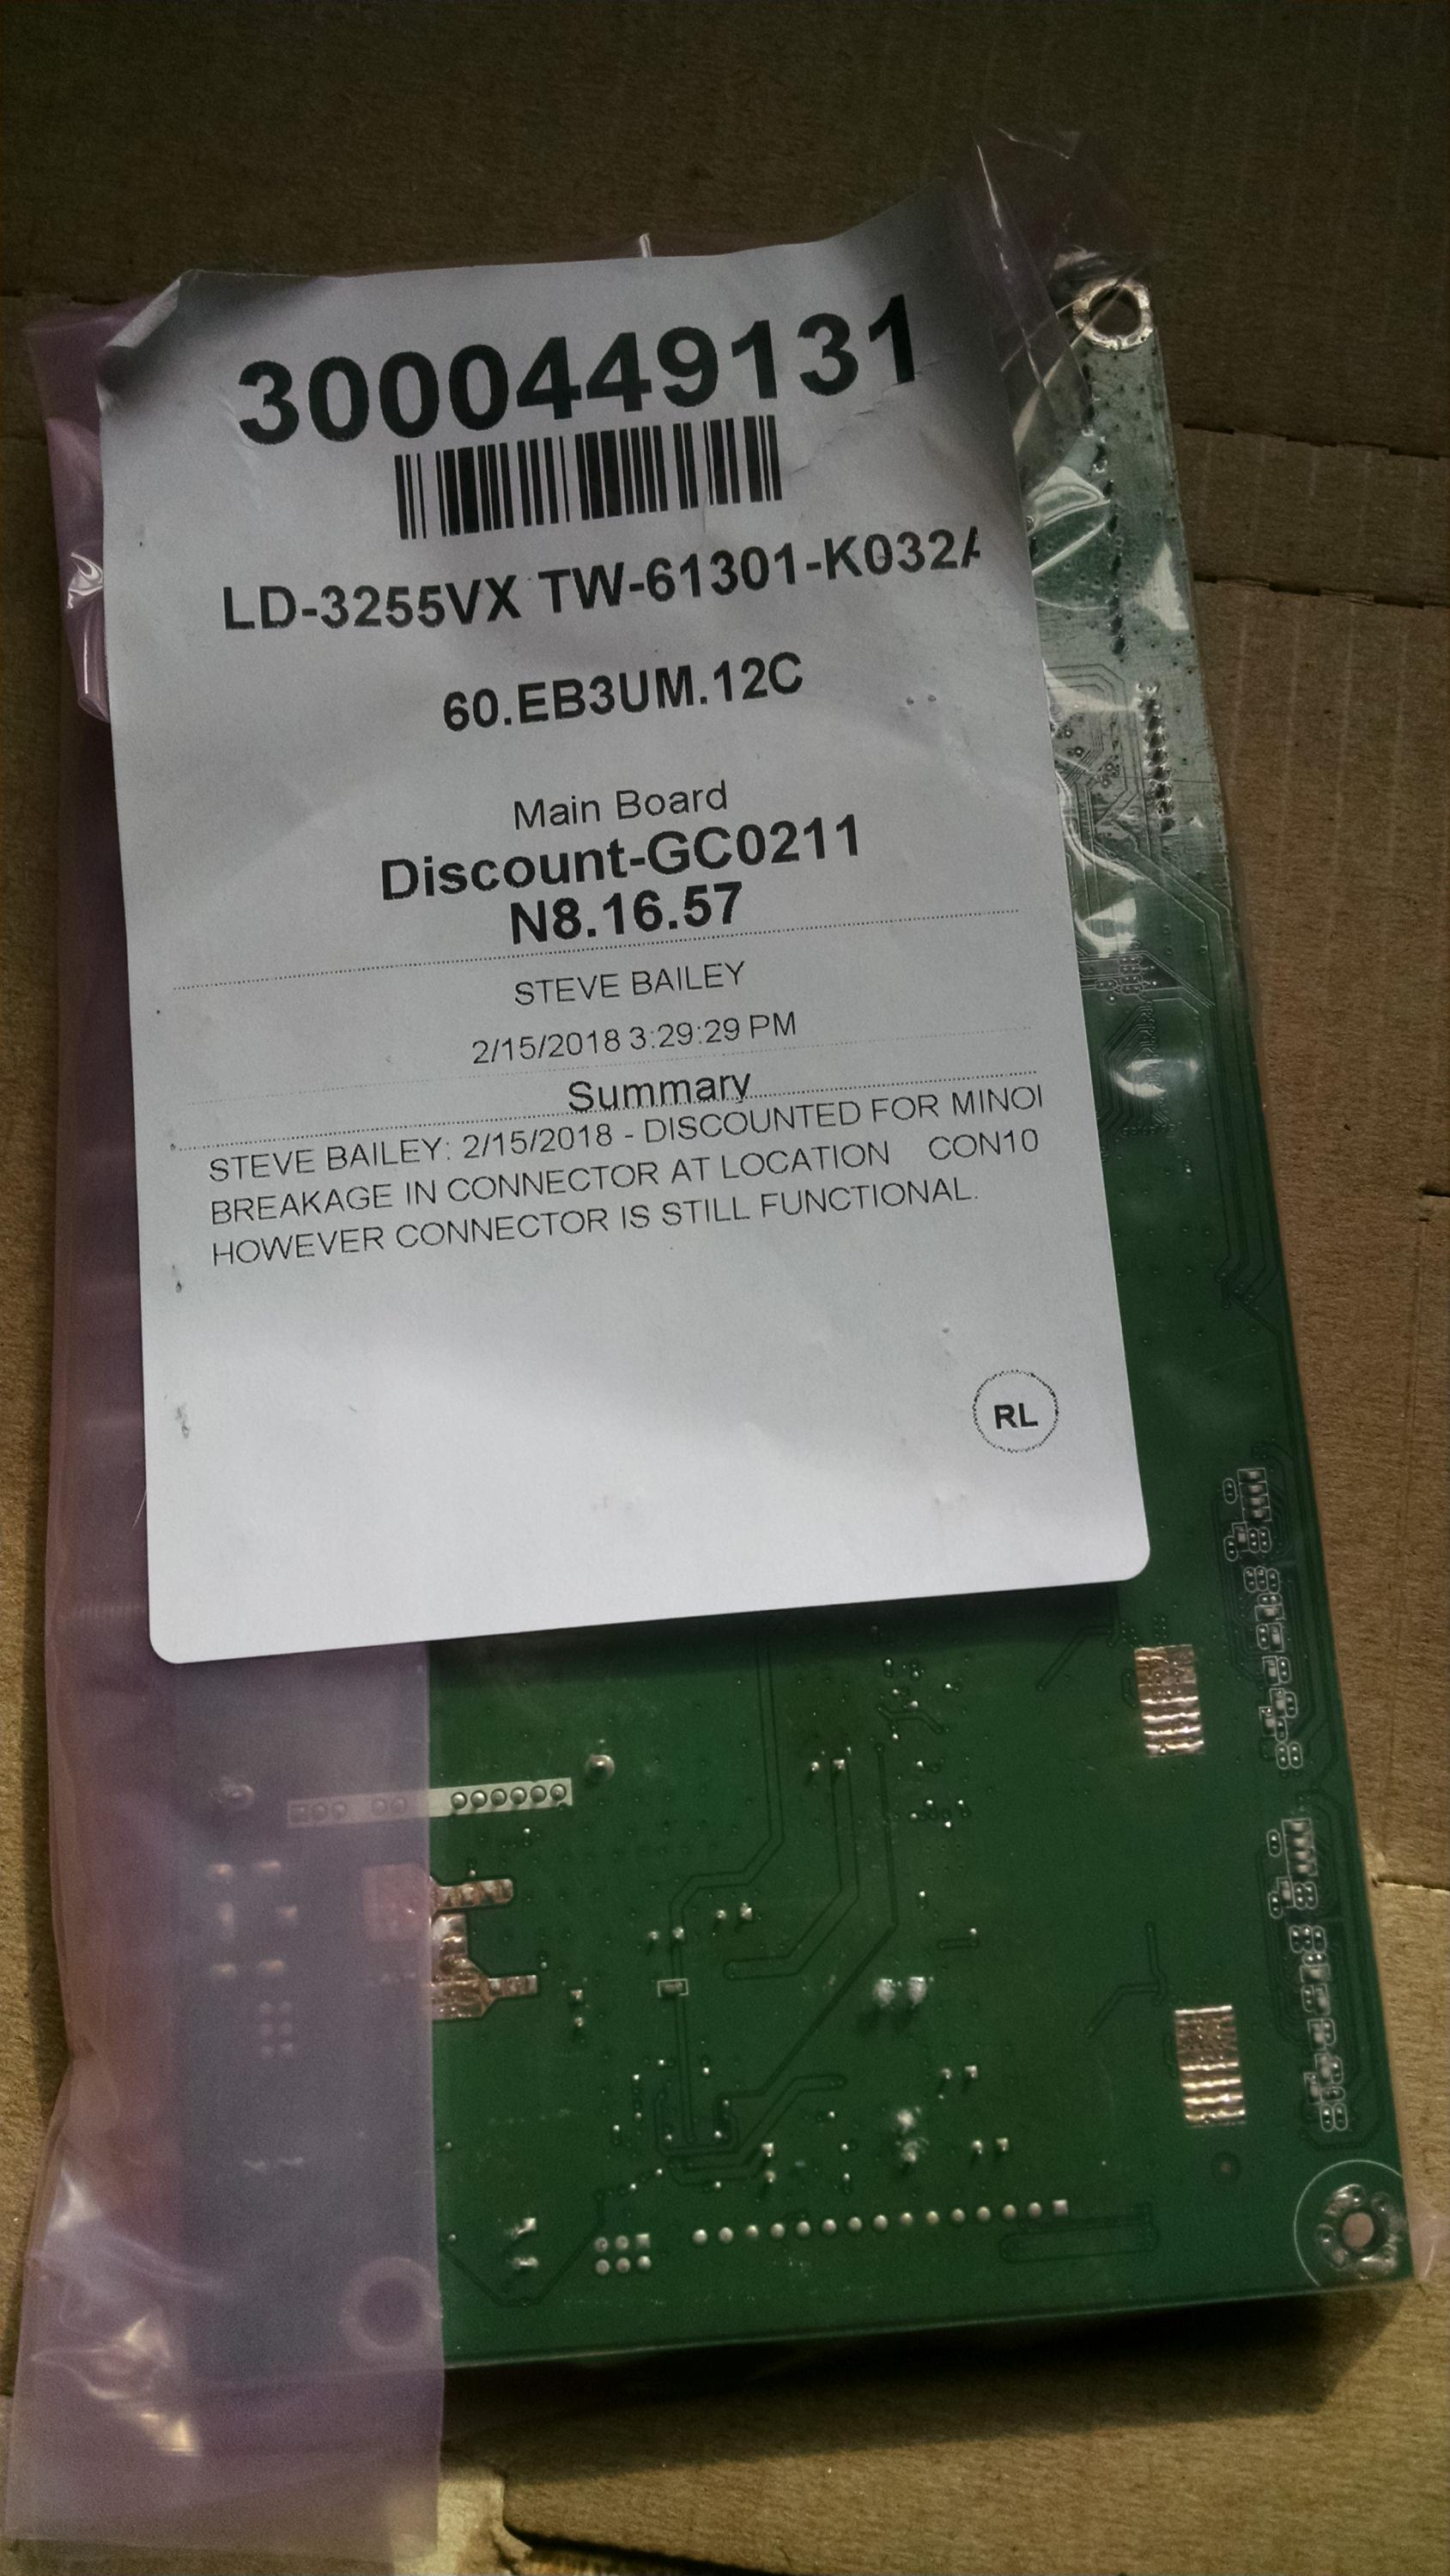 3000449131
LD-3255VX TW-61301-K032A
60.EB3UM.12C
Main Board
Discount-GC0211
N8.16.57
STEVE BAILEY
2/15/2018 3:29:29 PM
Summary
STEVE BAILEY: 2/15/2018 - DISCOUNTED FOR MINOI
BREAKAGE IN CONNECTOR AT LOCATION CON10
HOWEVER CONNECTOR IS STILL FUNCTIONAL.
RL